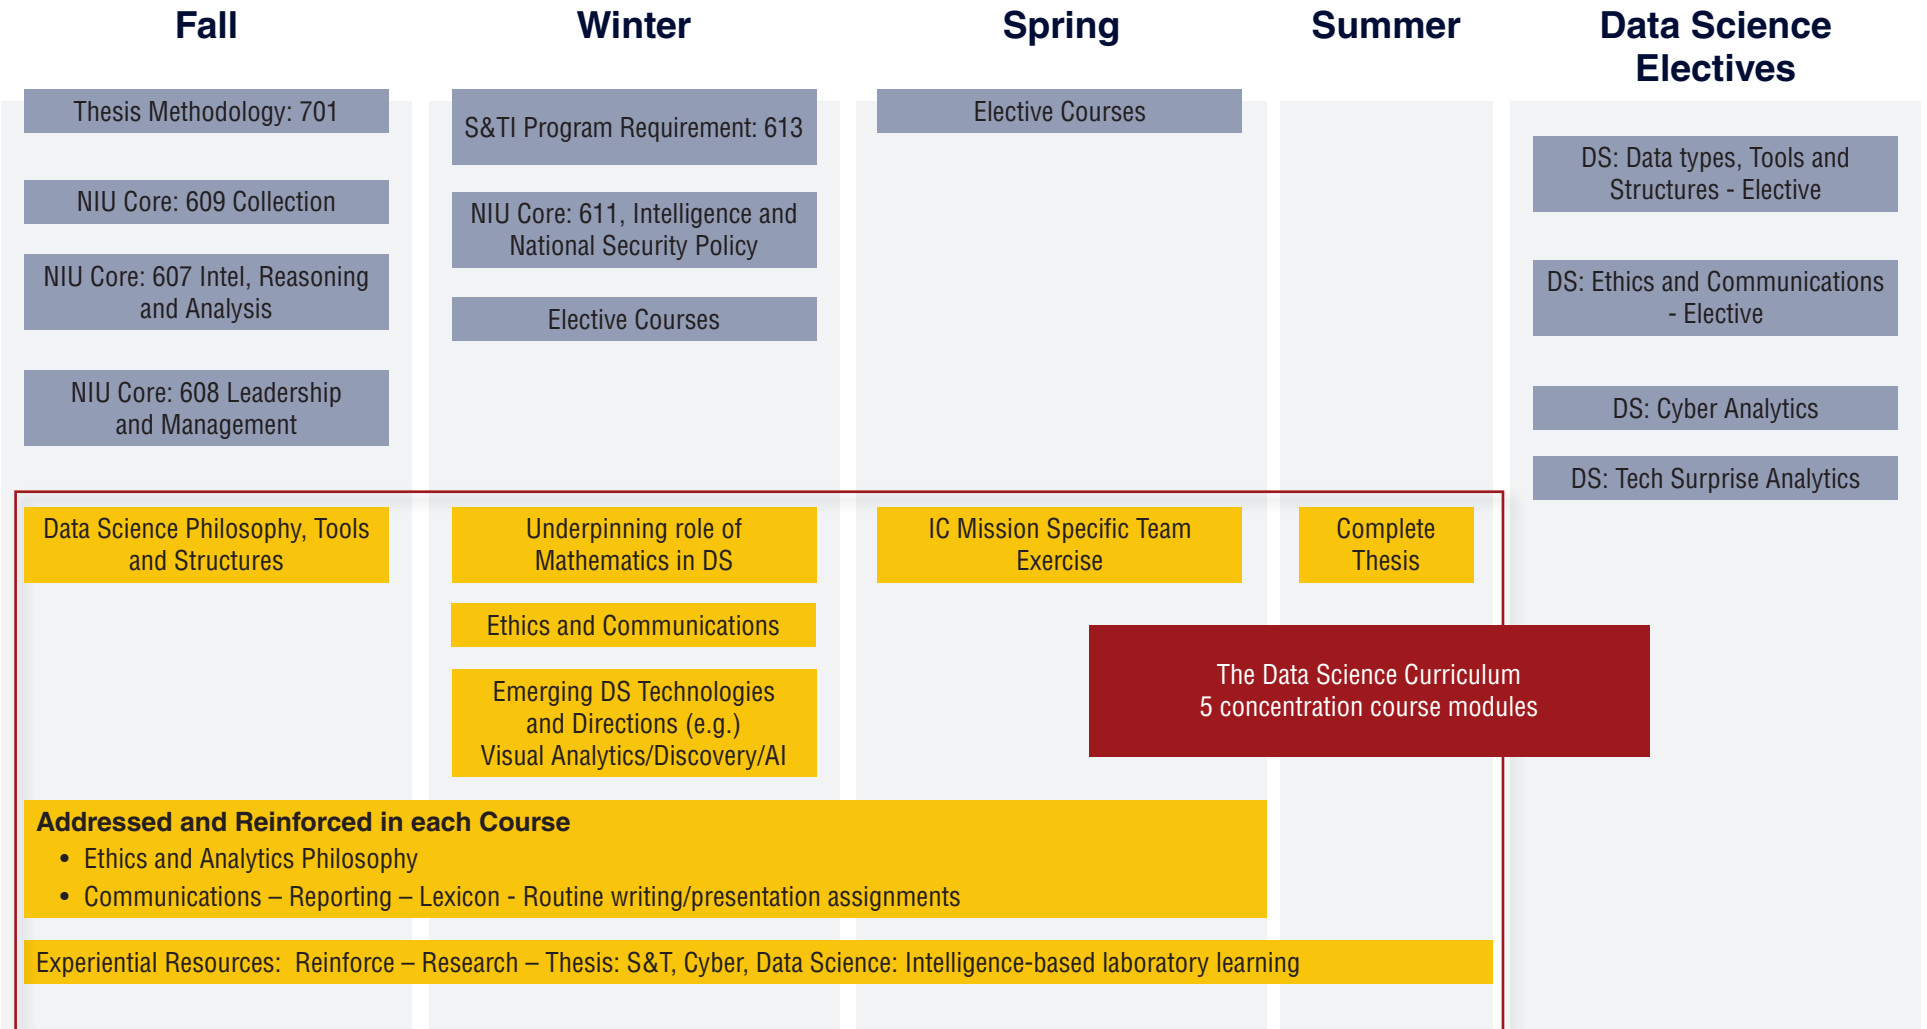 Fall
Winter
Spring
Summer
Data Science
Electives
Thesis Methodology: 701
NIU Core: 609 Collection
NIU Core: 607 Intel, Reasoning
and Analysis
NIU Core: 608 Leadership
and Management
S&TI Program Requirement: 613
NIU Core: 611, Intelligence and
National Security Policy
Elective Courses
Elective Courses
DS: Data types, Tools and
Structures - Elective
DS: Ethics and Communications
- Elective
DS: Cyber Analytics
DS: Tech Surprise Analytics
Data Science Philosophy, Tools
and Structures
Underpinning role of
Mathematics in DS
Ethics and Communications
Emerging DS Technologies
and Directions (e.g.)
Visual Analytics/Discovery/AI
IC Mission Specific Team
Exercise
Complete
Thesis
The Data Science Curriculum
5 concentration course modules
Addressed and Reinforced in each Course
• Ethics and Analytics Philosophy
• Communications – Reporting – Lexicon - Routine writing/presentation assignments
Experiential Resources:  Reinforce – Research – Thesis: S&T, Cyber, Data Science: Intelligence-based laboratory learning